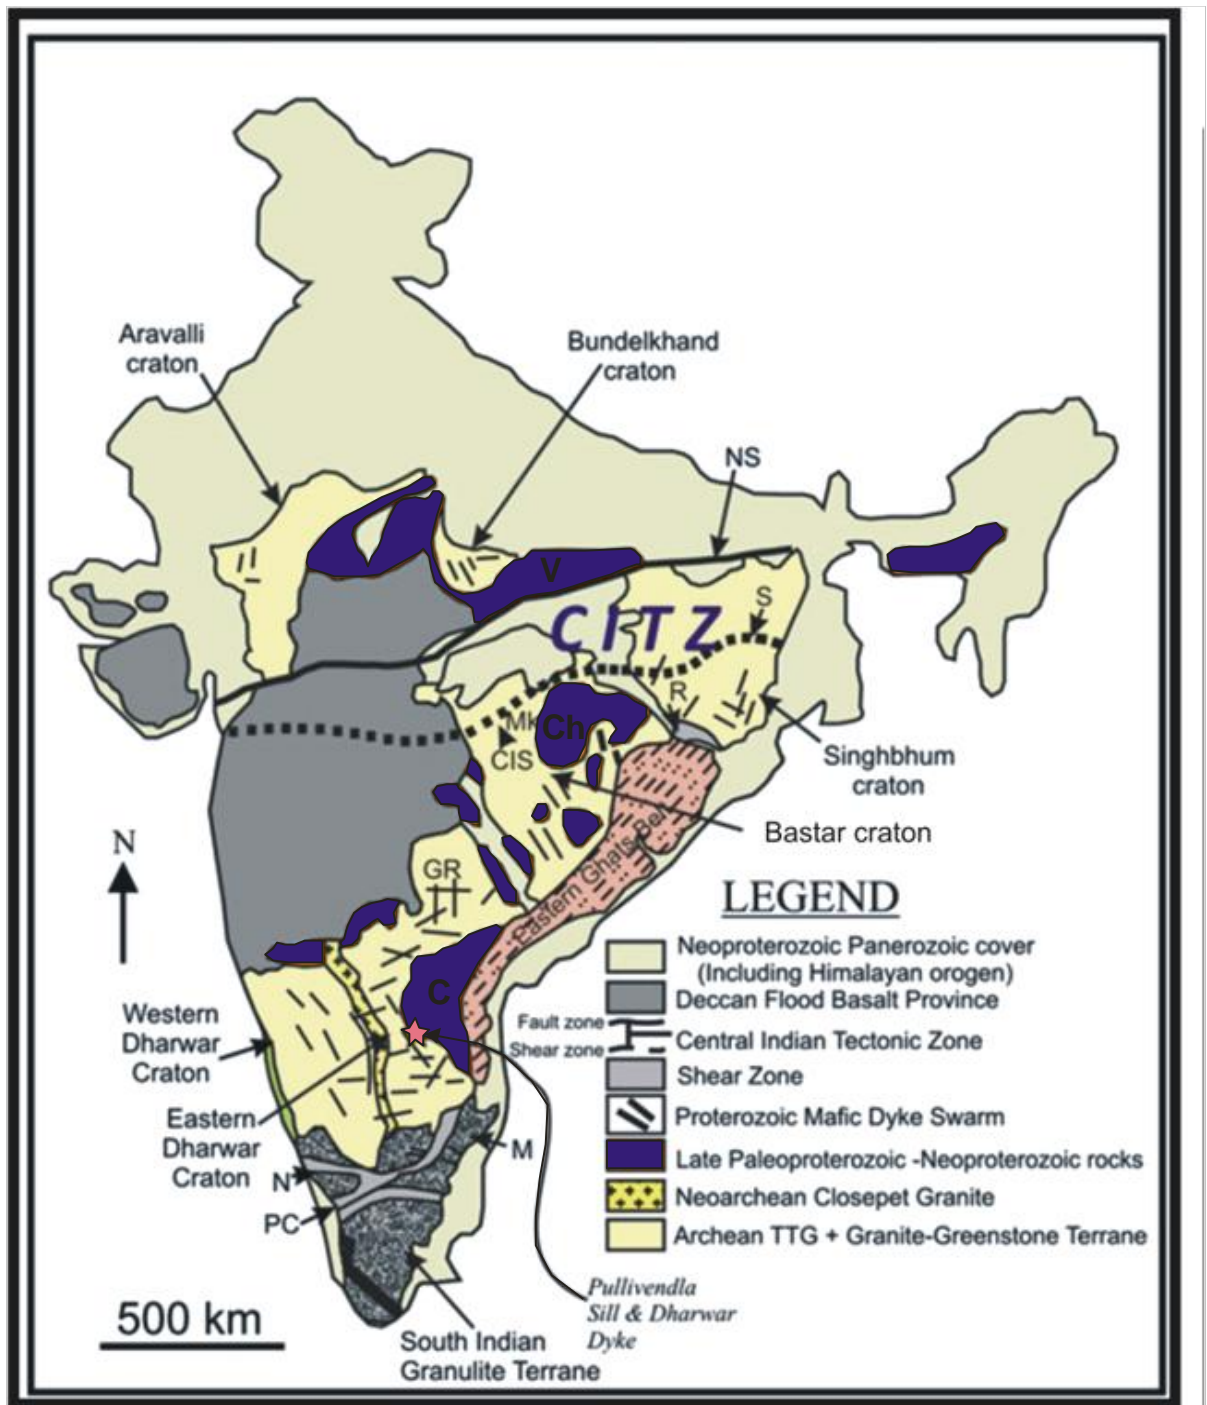 Aravalli
craton
Bundelkhand
craton
NS
V
C I T Z
S
R
Mk
Ch
CIS
Singhbhum
craton
Bastar craton
N
GR
Eastern Ghats Bel
LEGEND
Neoproterozoic Panerozoic cover
(Including Himalayan orogen)
Deccan Flood Basalt Province
Fault zone
Shear zone
Central Indian Tectonic Zone
Shear Zone
Proterozoic Mafic Dyke Swarm
Late Paleoproterozoic -Neoproterozoic rocks
Neoarchean Closepet Granite
Archean TTG + Granite-Greenstone Terrane
C
Western
Dharwar
Craton
Eastern
Dharwar
Craton
M
N
PC
Pullivendla
Sill & Dharwar
Dyke
500 km
South Indian
Granulite Terrane